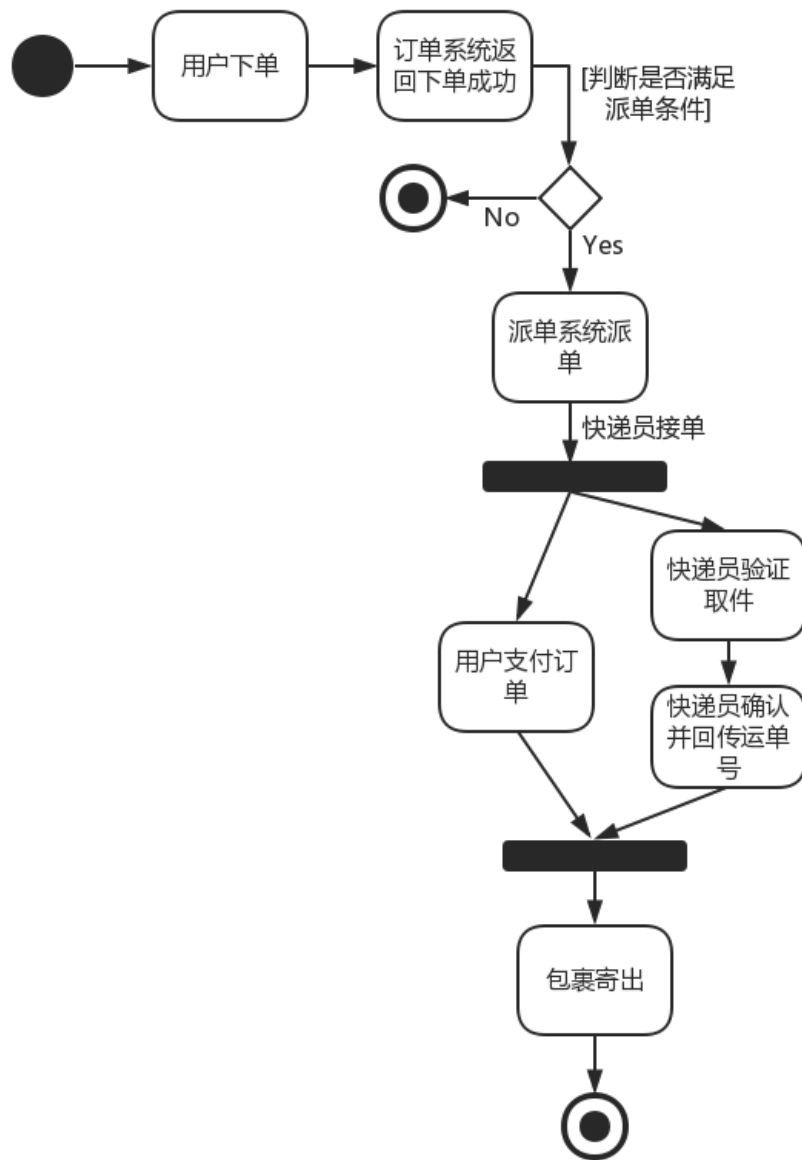 用户下单
订单系统返
回下单成功
[判断是否满足
派单条件]
No
Yes
派单系统派
单
快递员接单
快递员验证
取件
用户支付订
单
快递员确认
并回传运单
号
包裹寄出